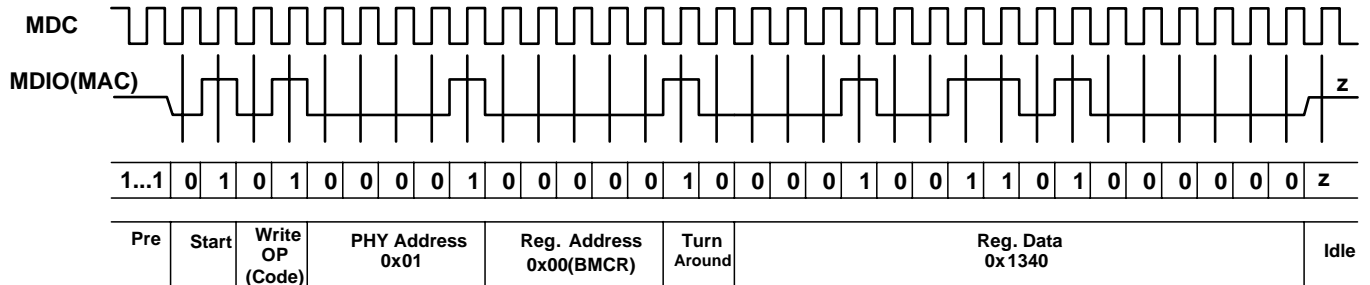 MDC
MDIO(MAC)
z
1...1 0 1 0 1 0 0 0 0 1 0 0 0 0 0 1 0 0 0 0 1 0 0 1 1 0 1 0 0 0 0 0 0 z
Pre Start Write OP (Code) PHY Address 0x01 Reg. Address 0x00(BMCR) Turn Around Reg. Data 0x1340 Idle